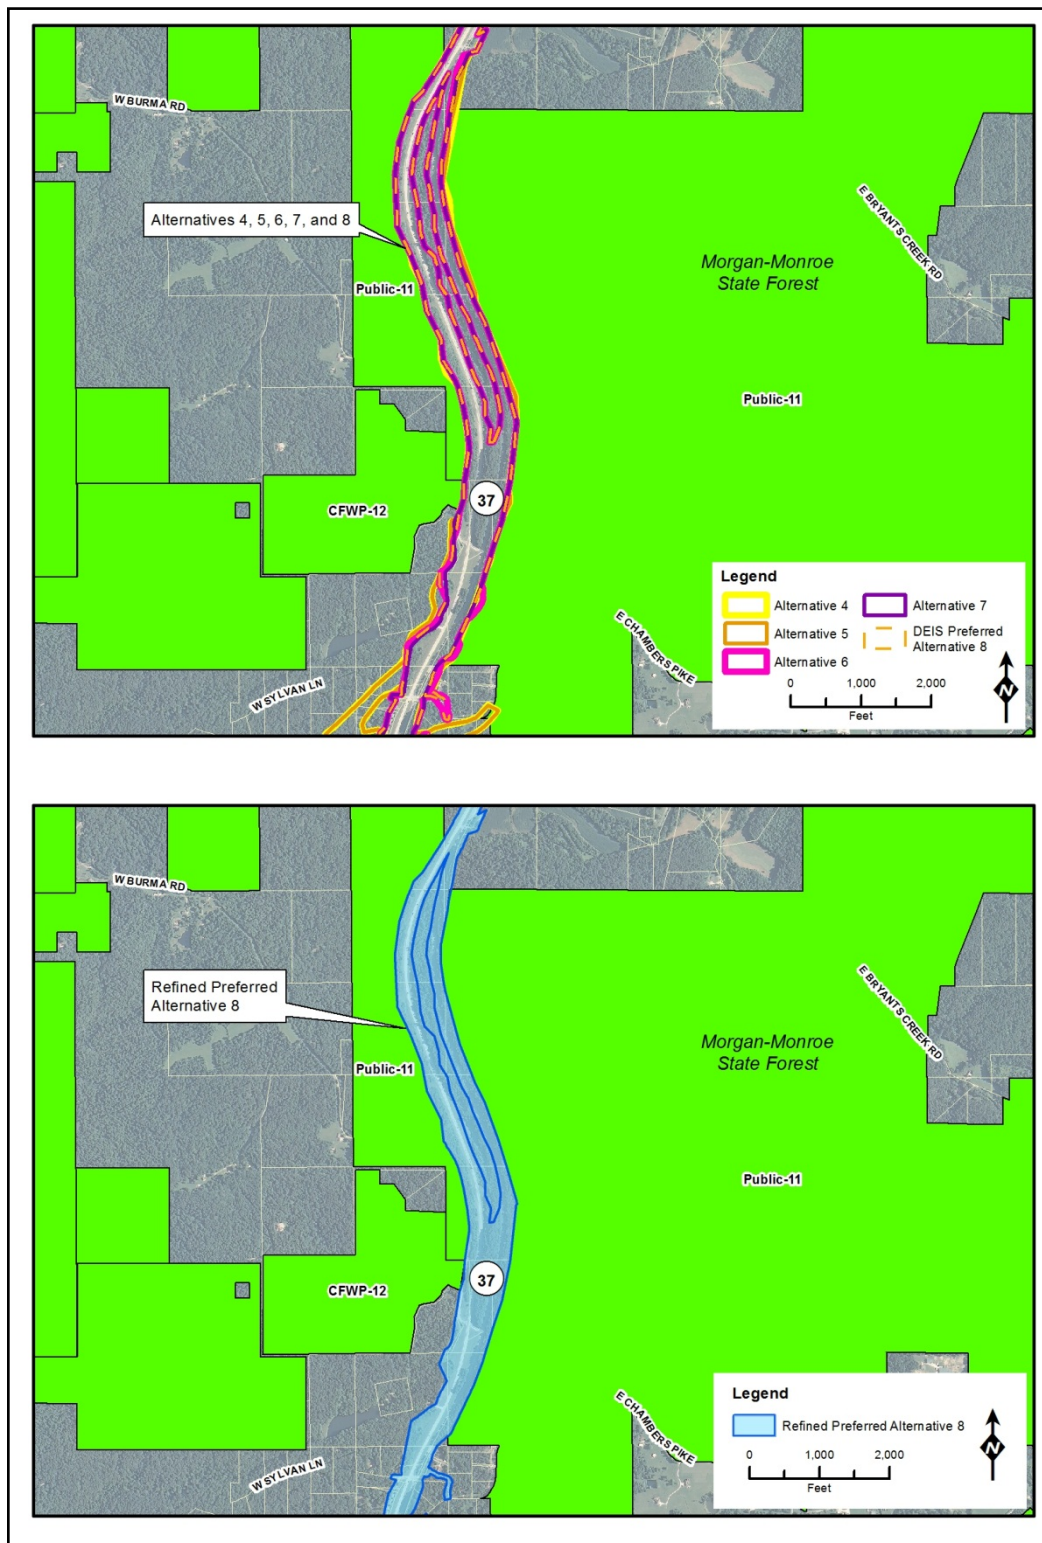 W BURMA RD
Alternatives 4, 5, 6, 7, and 8
Public-11
E BRYANTS CREEK RD
Morgan-Monroe
State Forest
Public-11
CFWP-12
37
W SYLVAN LN
E CHAMBERS PIKE
Legend
Alternative 4
Alternative 5
Alternative 6
Alternative 7
DEIS Preferred
Alternative 8
0 1,000 2,000
Feet
N
W BURMA RD
Refined Preferred
Alternative 8
Public-11
E BRYANTS CREEK RD
Morgan-Monroe
State Forest
Public-11
CFWP-12
37
W SYLVAN LN
E CHAMBERS PIKE
Legend
Refined Preferred Alternative 8
0 1,000 2,000
Feet
N